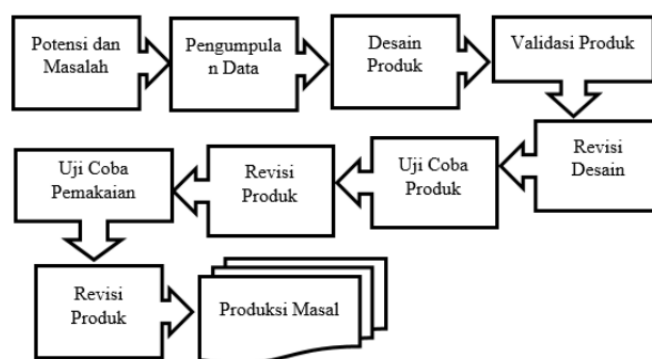 Potensi dan
Masalah
Pengumpula
n Data
Desain
Produk
Validasi Produk
Revisi
Desain
Uji Coba
Produk
Revisi
Produk
Uji Coba
Pemakaian
Revisi
Produk
Produksi Masal